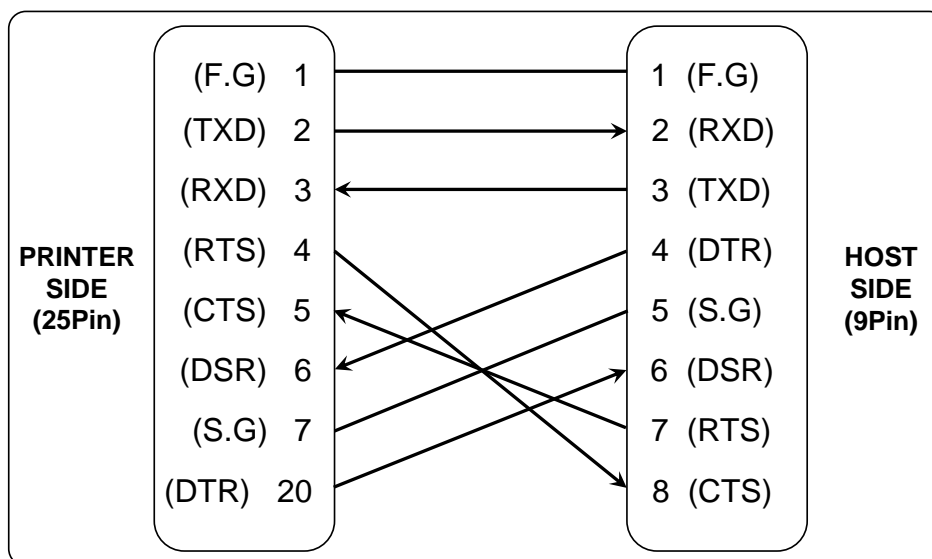 PRINTER
SIDE
(25Pin)
(F.G) 1
(TXD) 2
(RXD) 3
(RTS) 4
(CTS) 5
(DSR) 6
(S.G) 7
(DTR) 20
1 (F.G)
2 (RXD)
3 (TXD)
4 (DTR)
5 (S.G)
6 (DSR)
7 (RTS)
8 (CTS)
HOST
SIDE
(9Pin)